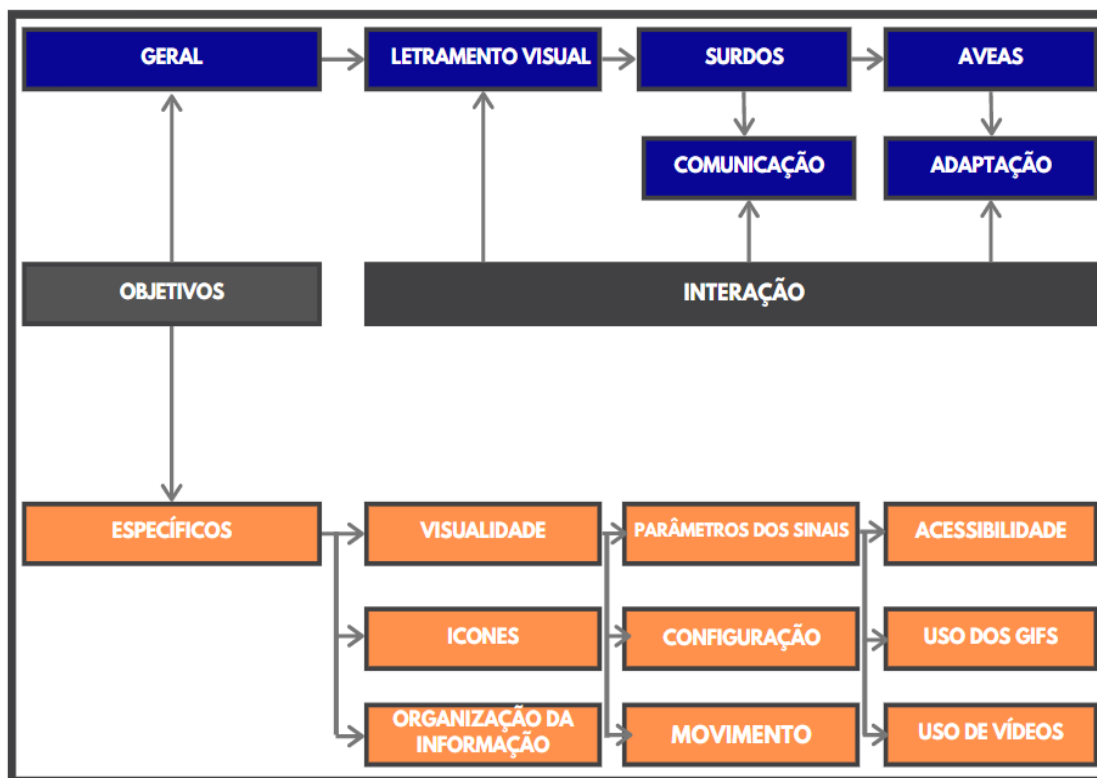 GERAL
LETRAMENTO VISUAL
SURDOS
AVEAS
COMUNICAÇÃO
ADAPTAÇÃO
OBJETIVOS
INTERAÇÃO
ESPECÍFICOS
VISUALIDADE
PARÂMETROS DOS SINAIS
ACESSIBILIDADE
ICONES
CONFIGURAÇÃO
USO DOS GIFS
ORGANIZAÇÃO DA
INFORMAÇÃO
MOVIMENTO
USO DE VÍDEOS